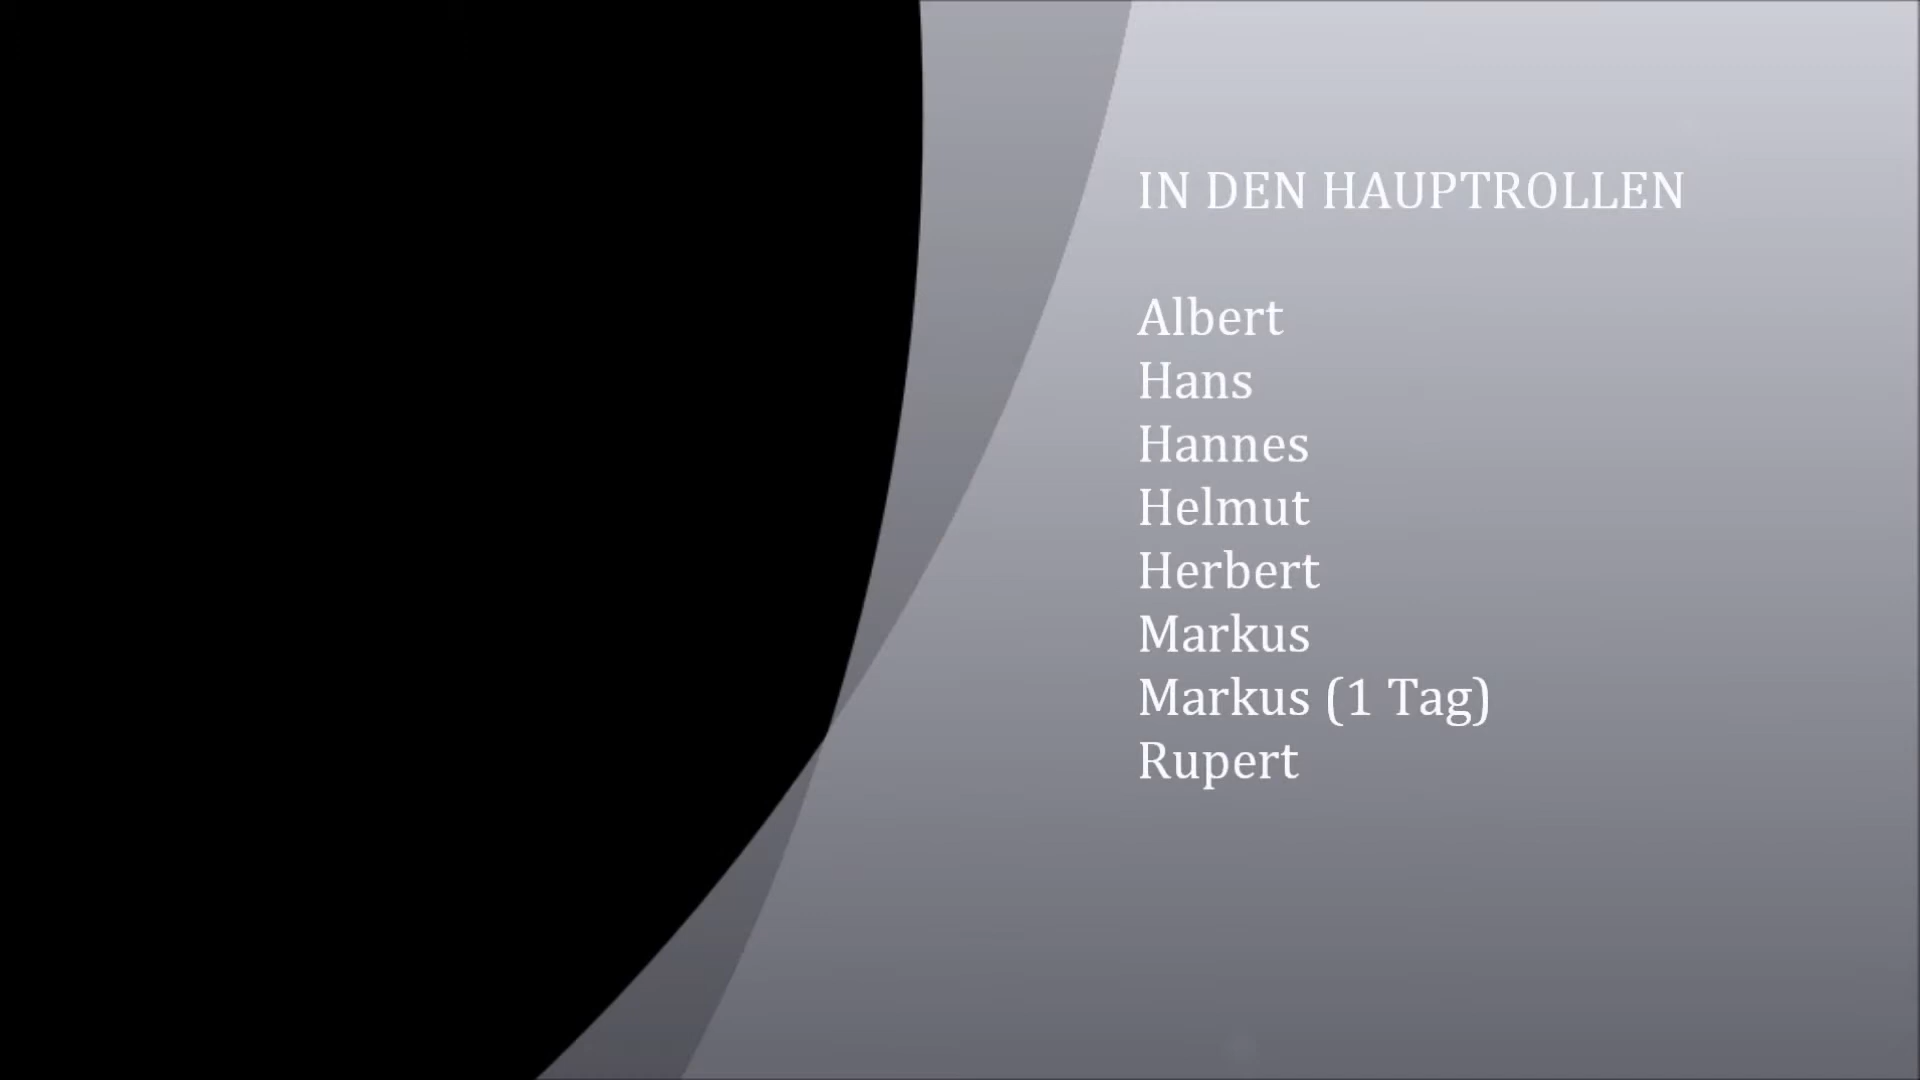 IN DEN HAUPTROLLEN
Albert
Hans
Hannes
Helmut
Herbert
Markus
Markus (1 Tag)
Rupert